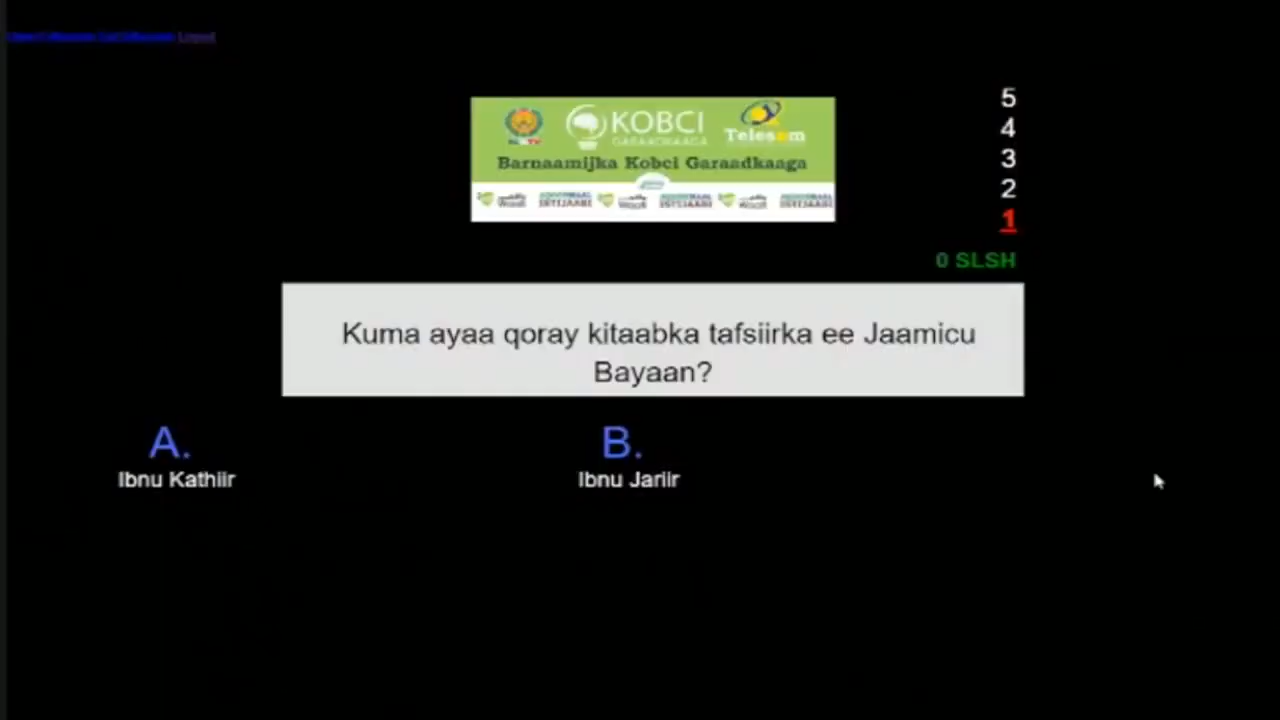 Logout
KOBCI
GARAADKAAGA
Telesom
Barnaamijka Kobci Garaadkaaga
5
4
3
2
1
0 SLSH
Kuma ayaa qoray kitaabka tafsiirka ee Jaamicu
Bayaan?
A.
B.
Ibnu Kathiir
Ibnu Jariir